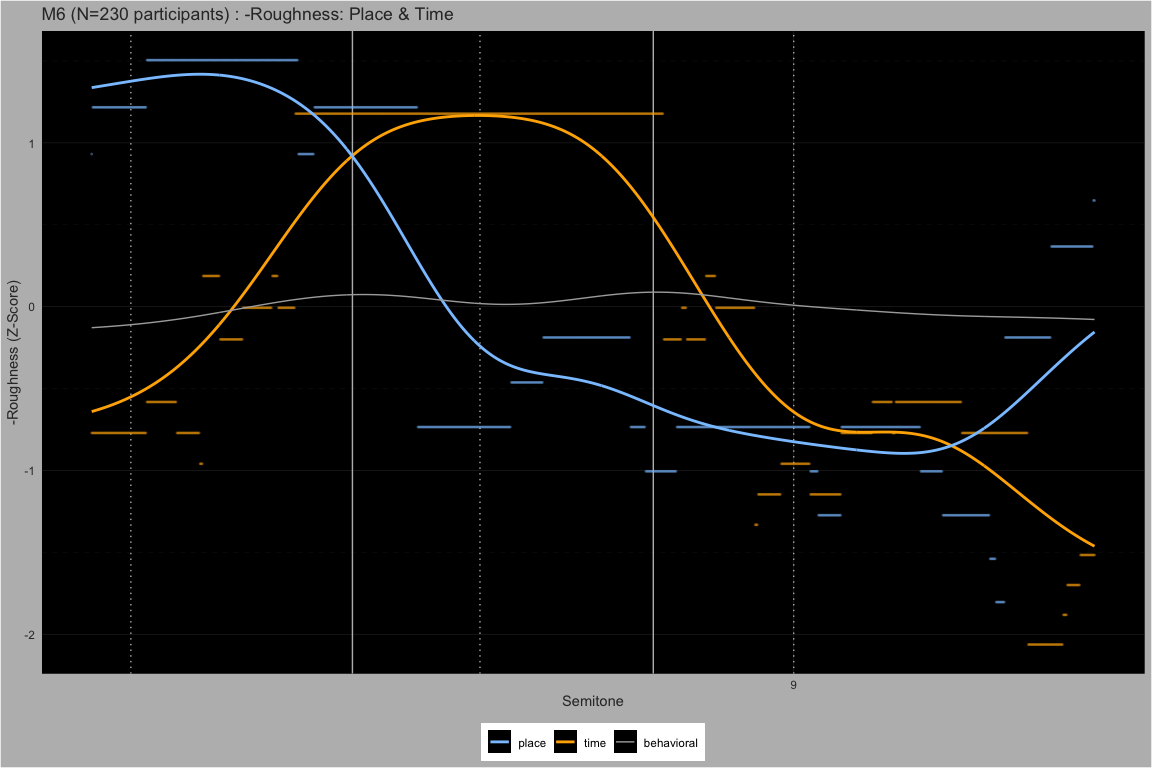 M6 (N=230 participants) : -Roughness: Place & Time
-Roughness (Z-Score)
1
0
-1
-2
9
Semitone
place
time
behavioral